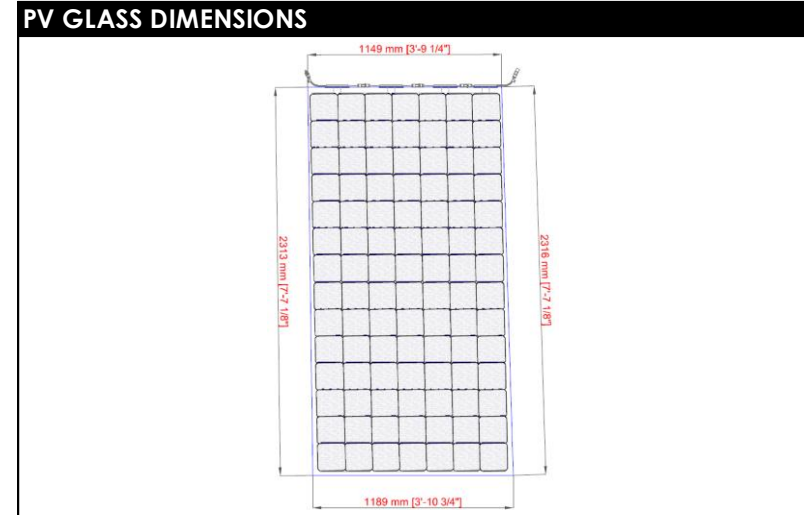 PV GLASS DIMENSIONS
1149 mm [3'-9 1/4"]
2313 mm [7'-7 1/8"]
2316 mm [7'-7 1/8"]
1189 mm [3'-10 3/4"]